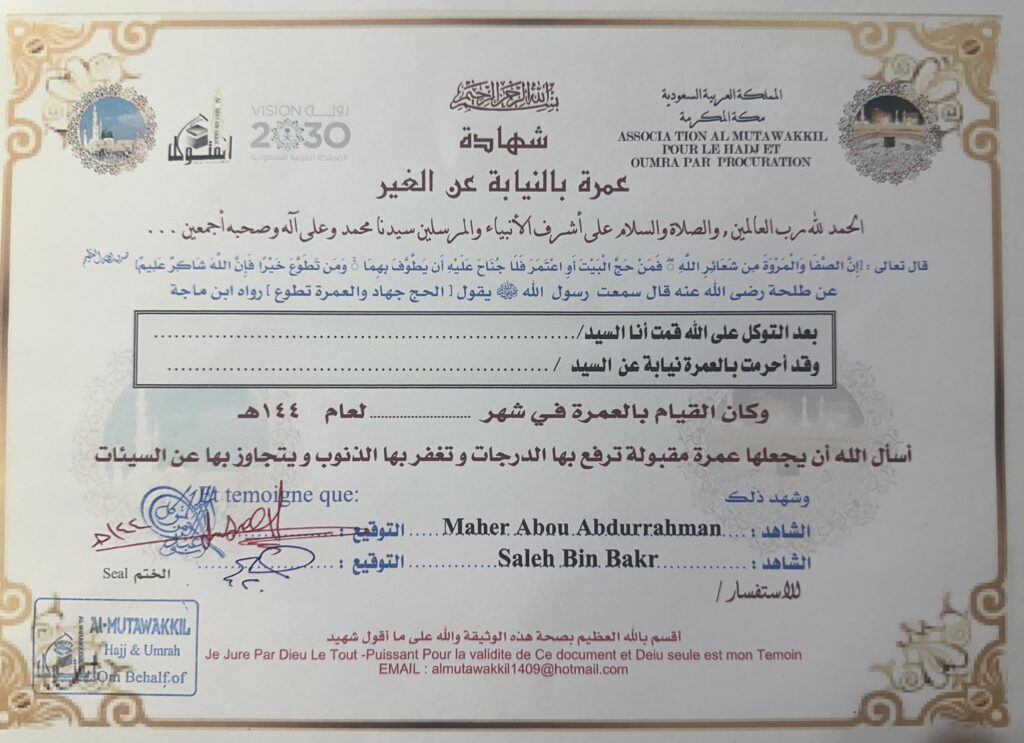 بسم الله الرحمن الرحيم
المملكة العربية السعودية
مكة المكرمة
ASSOCIA TION AL MUTAWAKKIL
POUR LE HADJ ET
OUMRA PAR PROCURATION
VISION رؤيــة
2030
المملكة العربية السعودية
المتوكل
شهادة
عمرة بالنيابة عن الغير
الحمد لله رب العالمين , والصلاة والسلام على أشرف الأنبياء والمرسلين سيدنا محمد وعلى آله وصحبه أجمعين ...
قال تعالى : [إِنَّ الصَّفَا وَالْمَرْوَةَ مِن شَعَائِرِ اللَّهِ ۖ فَمَنْ حَجَّ الْبَيْتَ أَوِ اعْتَمَرَ فَلَا جُنَاحَ عَلَيْهِ أَن يَطَّوَّفَ بِهِمَا ۚ وَمَن تَطَوَّعَ خَيْرًا فَإِنَّ اللَّهَ شَاكِرٌ عَلِيمٌ] صدق الله العظيم
عن طلحة رضى الله عنه قال سمعت رسول الله ﷺ يقول [ الحج جهاد والعمرة تطوع ] رواه ابن ماجة
بعد التوكل على الله قمت أنا السيد/ ........................................
وقد أحرمت بالعمرة نيابة عن السيد / ........................................
وكان القيام بالعمرة في شهر .................... لعام ١٤٤ هـ
أسأل الله أن يجعلها عمرة مقبولة ترفع بها الدرجات و تغفر بها الذنوب و يتجاوز بها عن السيئات
وشهد ذلك Et temoigne que:
الشاهد : .... Maher Abou Abdurrahman .... التوقيع : ....
الشاهد : .... Saleh Bin Bakr .... التوقيع : ....
الختم Seal
للاستفسار /
AL-MUTAWAKKIL
Hajj & Umrah
Om Behalf of
أقسم بالله العظيم بصحة هذه الوثيقة والله على ما أقول شهيد
Je Jure Par Dieu Le Tout -Puissant Pour la validite de Ce document et Deiu seule est mon Temoin
EMAIL : almutawakkil1409@hotmail.com